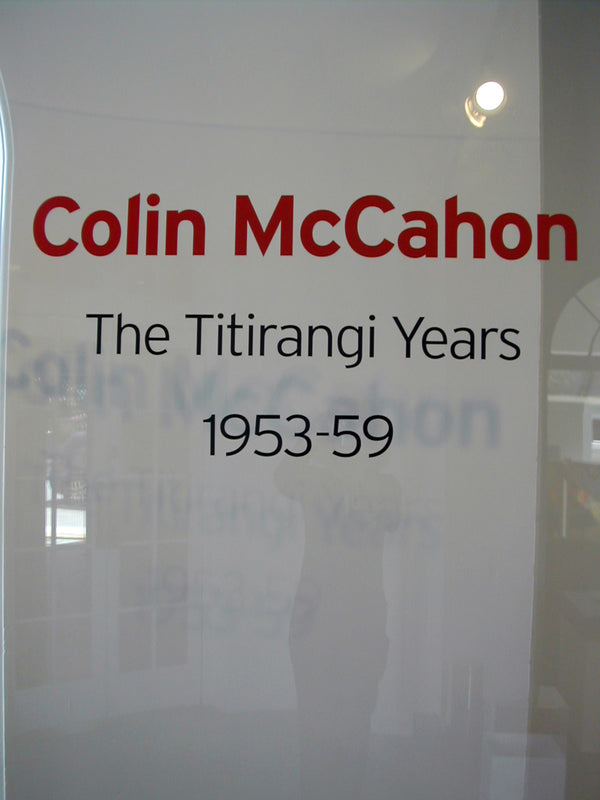 Colin McCahon
The Titirangi Years
1953-59